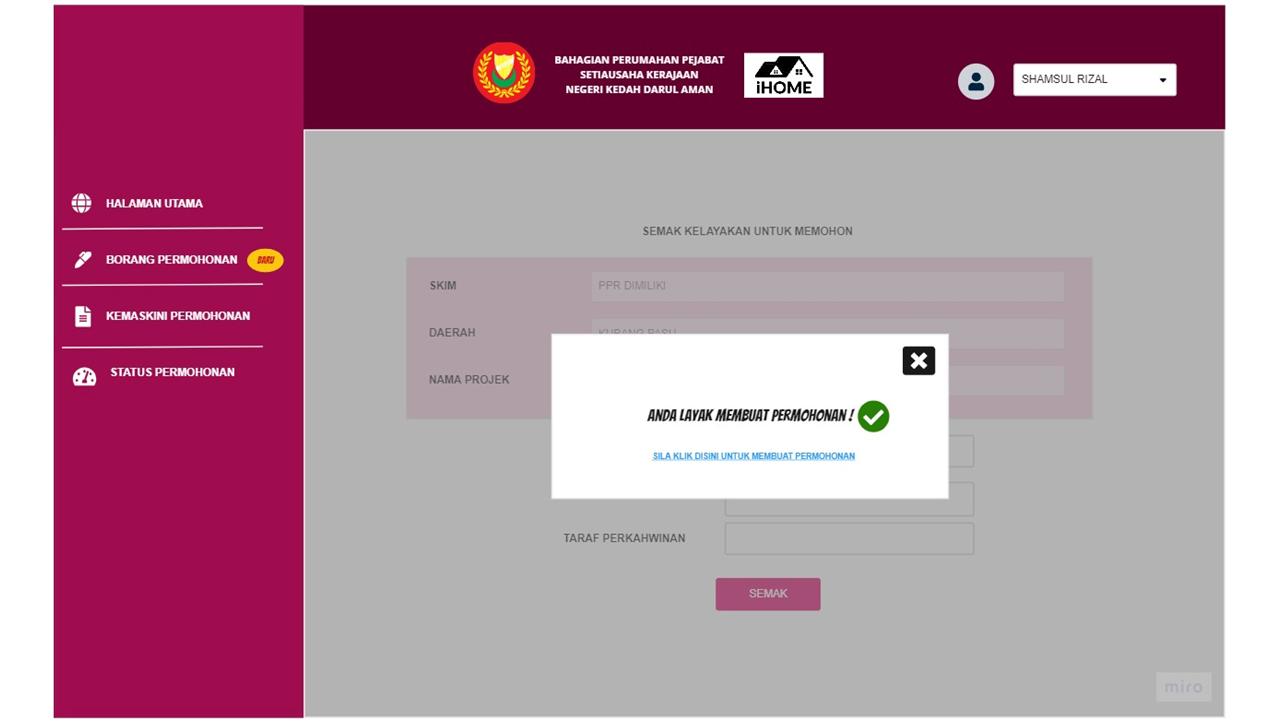 BAHAGIAN PERUMAHAN PEJABAT
SETIAUSAHA KERAJAAN
NEGERI KEDAH DARUL AMAN
iHOME
SHAMSUL RIZAL
HALAMAN UTAMA
BORANG PERMOHONAN
BARU
KEMASKINI PERMOHONAN
STATUS PERMOHONAN
SEMAK KELAYAKAN UNTUK MEMOHON
SKIM
PPR DIMILIKI
DAERAH
KUBANG PASU
NAMA PROJEK
ANDA LAYAK MEMBUAT PERMOHONAN !
SILA KLIK DISINI UNTUK MEMBUAT PERMOHONAN
TARAF PERKAHWINAN
SEMAK
miro